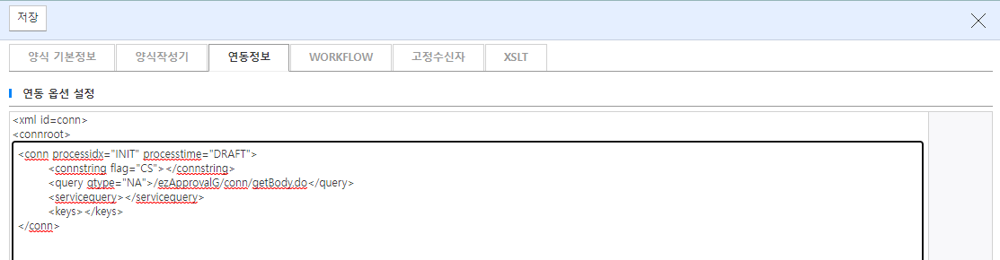 저장
양식 기본정보 양식작성기 연동정보 WORKFLOW 고정수신자 XSLT
연동 옵션 설정
<xml id=conn>
<connroot>
<conn processidx="INIT" processtime="DRAFT">
<connstring flag="CS"></connstring>
<query qtype="NA">/ezApprovalG/conn/getBody.do</query>
<servicequery></servicequery>
<keys></keys>
</conn>